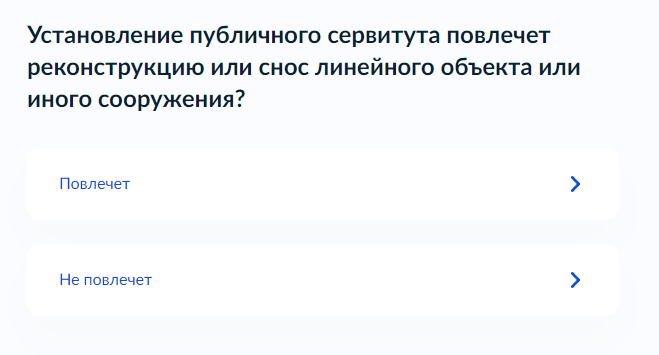 Установление публичного сервитута повлечет
реконструкцию или снос линейного объекта или
иного сооружения?
Повлечет
Не повлечет